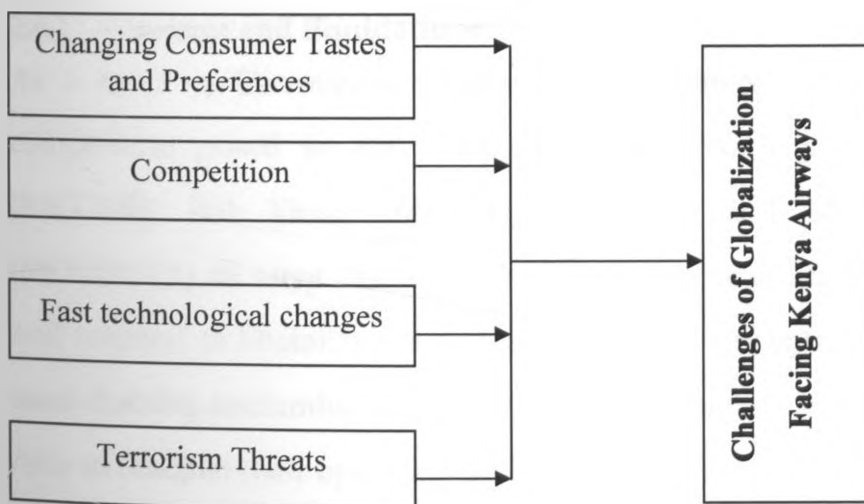 Changing Consumer Tastes
and Preferences
Competition
Fast technological changes
Terrorism Threats
Challenges of Globalization
Facing Kenya Airways